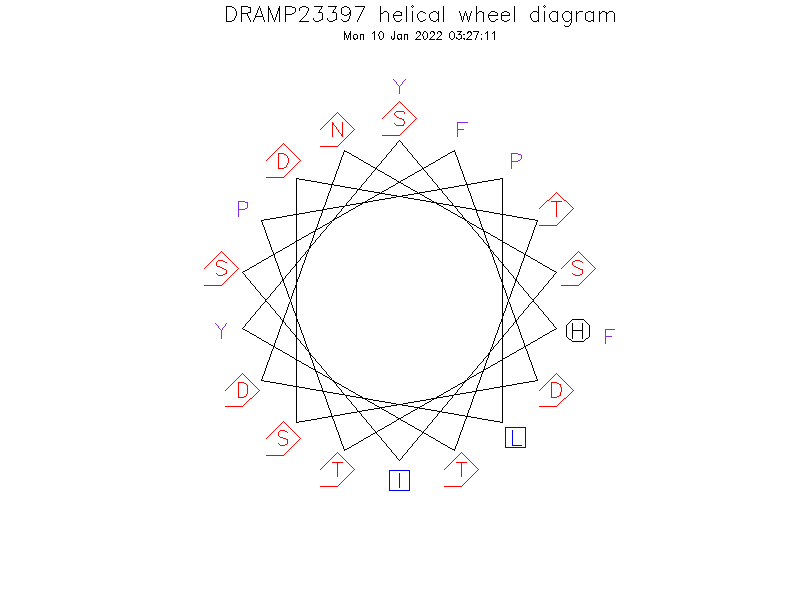 DRAMP23397 helical wheel diagram
Mon 10 Jan 2022 03:27:11
Y
S
N F
D P
P T
S S
Y H F
D D
S L
T I T